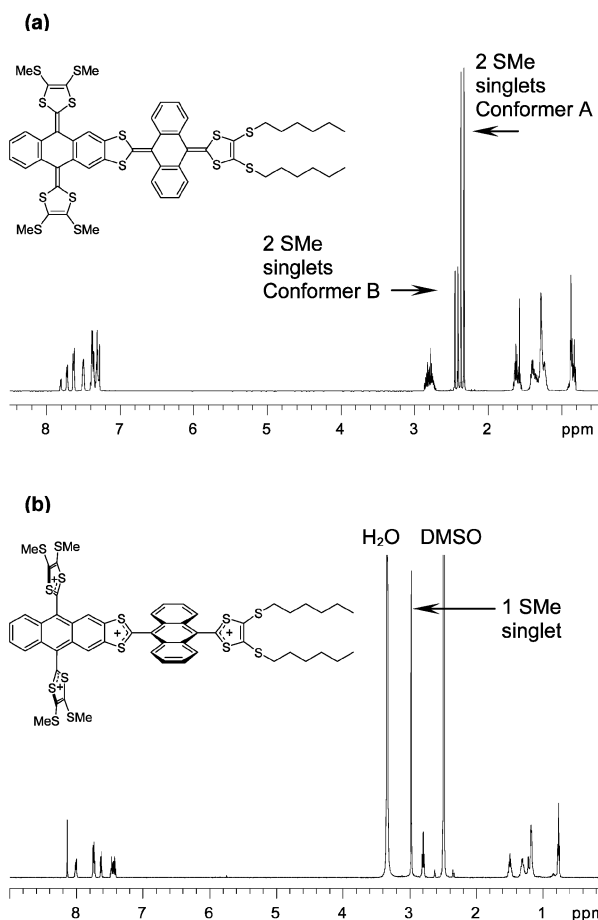 (a)
MeS SMe
S S
S S S S
S S S S
S S
MeS SMe
2 SMe
singlets
Conformer A
2 SMe
singlets
Conformer B
8 7 6 5 4 3 2 ppm
(b)
MeS SMe
S S
+
S S S
+ +
S S S
S S
+
MeS SMe
H2O DMSO
1 SMe
singlet
8 7 6 5 4 3 2 1 ppm